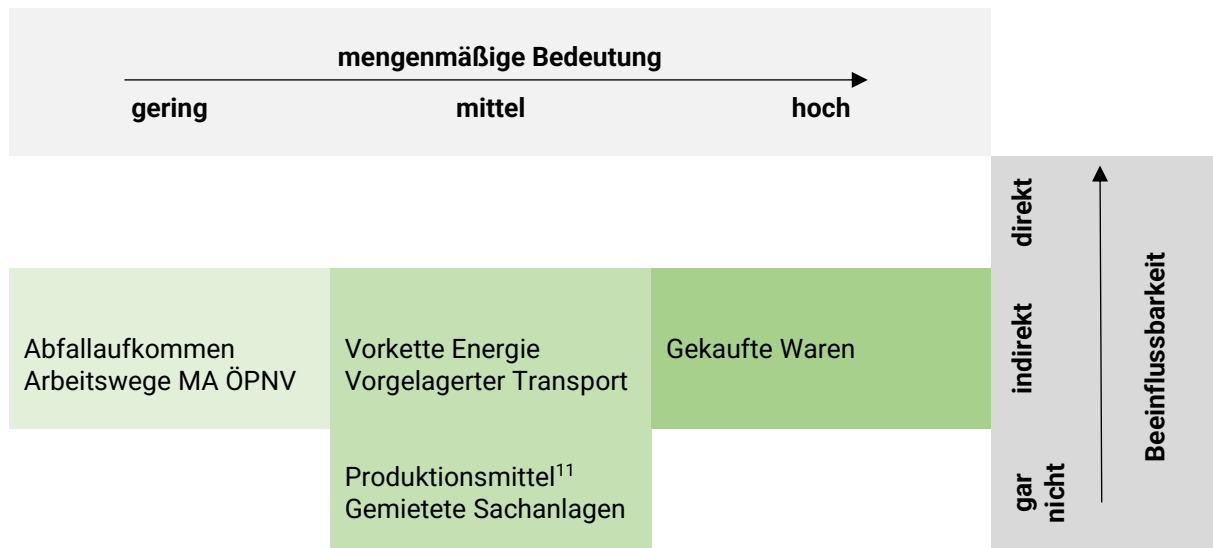 mengenmäßige Bedeutung
gering mittel hoch
direkt
Abfallaufkommen
Arbeitswege MA ÖPNV
Vorkette Energie
Vorgelagerter Transport
Gekaufte Waren
indirekt
Beeinflussbarkeit
Produktionsmittel11
Gemietete Sachanlagen
gar
nicht